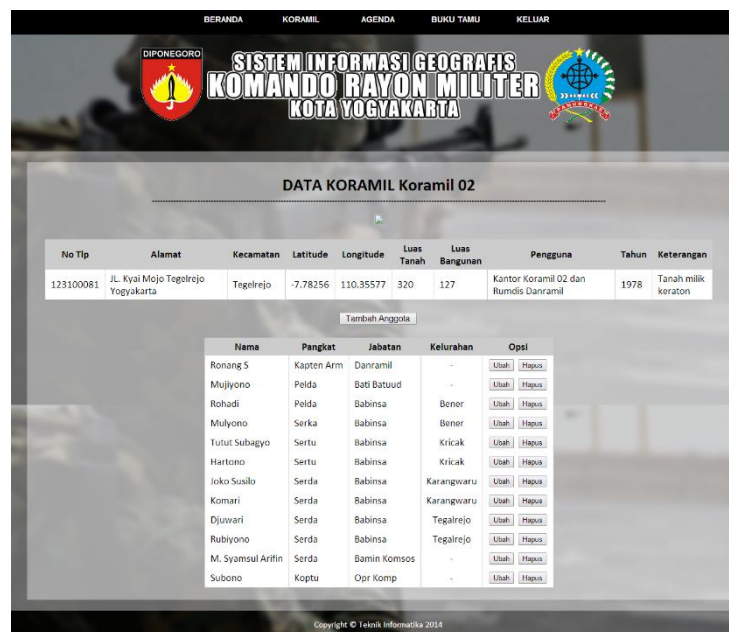 BERANDA KORAMIL AGENDA BUKU TAMU KELUAR
DIPONEGORO
SISTEM INFORMASI GEOGRAFIS
KOMANDO RAYON MILITER
KOTA YOGYAKARTA
DATA KORAMIL Koramil 02
No Tlp Alamat Kecamatan Latitude Longitude Luas Tanah Luas Bangunan Pengguna Tahun Keterangan
123100081 JL. Kyai Mojo Tegelrejo Yogyakarta Tegelrejo -7.78256 110.35577 320 127 Kantor Koramil 02 dan Rumdis Danramil 1978 Tanah milik keraton
Tambah Anggota
Nama Pangkat Jabatan Kelurahan Opsi
Ronang S Kapten Arm Danramil - Ubah Hapus
Mujiyono Pelda Bati Batuud - Ubah Hapus
Rohadi Pelda Babinsa Bener Ubah Hapus
Mulyono Serka Babinsa Bener Ubah Hapus
Tutut Subagyo Sertu Babinsa Kricak Ubah Hapus
Hartono Sertu Babinsa Kricak Ubah Hapus
Joko Susilo Serda Babinsa Karangwaru Ubah Hapus
Komari Serda Babinsa Karangwaru Ubah Hapus
Djuwari Serda Babinsa Tegalrejo Ubah Hapus
Rubiyono Serda Babinsa Tegalrejo Ubah Hapus
M. Syamsul Arifin Serda Bamin Komsos - Ubah Hapus
Subono Koptu Opr Komp - Ubah Hapus
Copyright © Teknik Informatika 2014